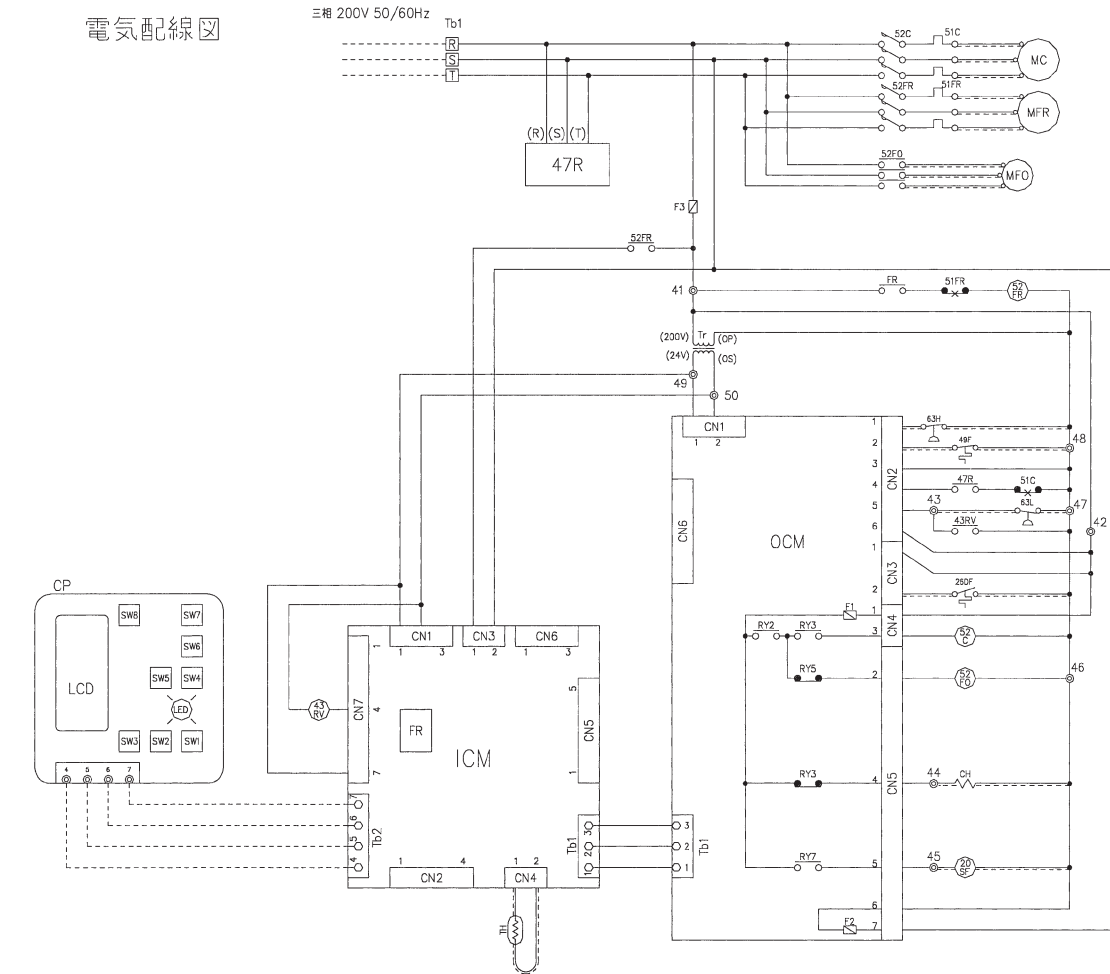 電気配線図
三相 200V 50/60Hz
Tb1
R
S
T
52C
51C
MC
52FR
51FR
MFR
52FO
MFO
(R) (S) (T)
47R
F3
52FR
41
FR
51FR
52 FR
(200V) Tr (OP)
(24V) (OS)
49
50
CN1
1 2
CN6
OCM
1
2
3
4
5
6
CN2
1
2
CN3
1
3
CN4
2
4
5
6
7
CN5
63H
49F
48
47R
51C
43
63L
47
43RV
42
26DF
F1
RY2
RY3
52 C
RY5
52 FO
46
RY3
44
CH
RY7
45
20 SF
F2
3
2
1
Tb1
CP
LCD
SW8
SW7
SW6
SW5
SW4
LED
SW3
SW2
SW1
4 5 6 7
43 RV
CN1
1 3
CN3
1 2
CN6
1 3
1
4
7
CN7
FR
ICM
5
1
CN5
7
6
5
4
Tb2
3
2
1
Tb1
1 4
CN2
1 2
CN4
TH